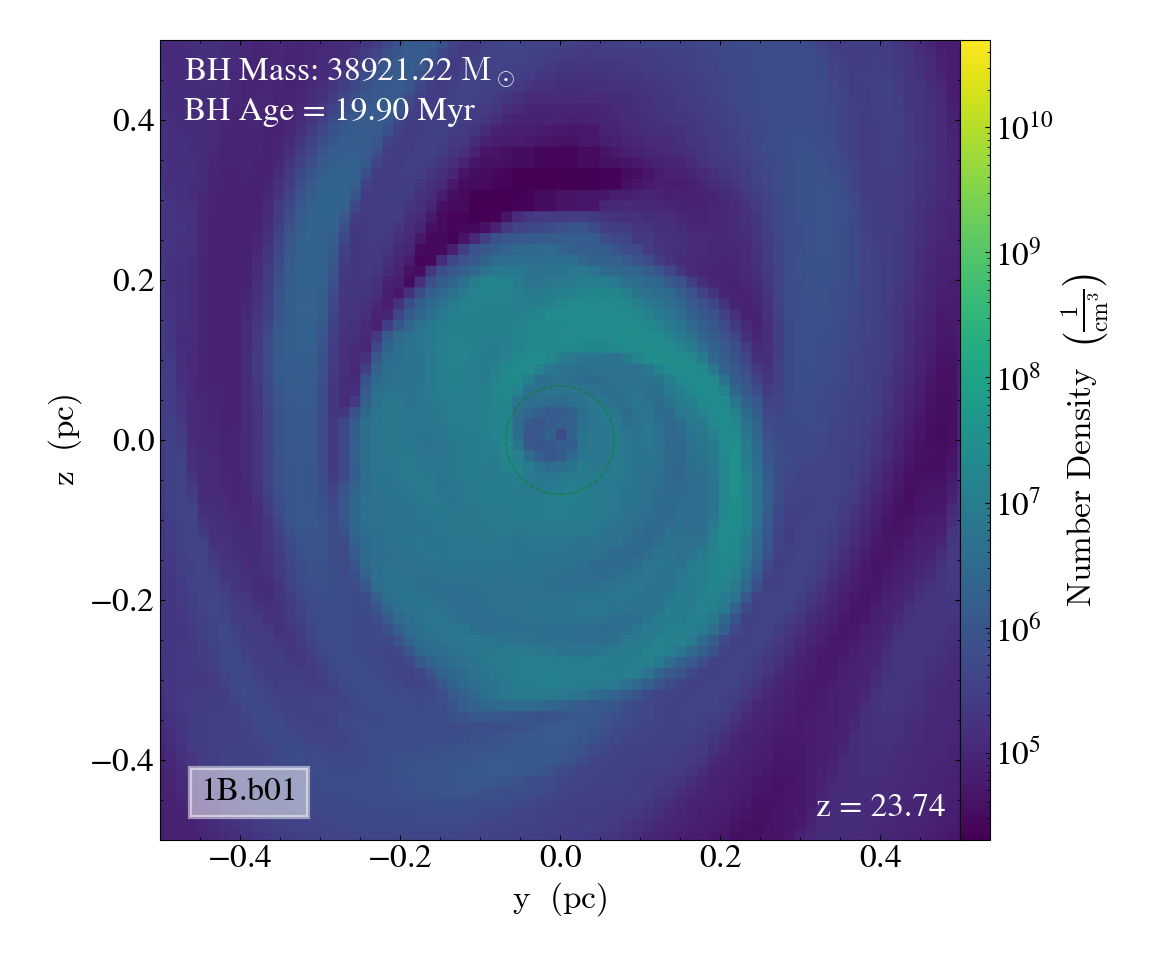 BH Mass: 38921.22 M⊙
BH Age = 19.90 Myr
0.4
0.2
0.0
−0.2
−0.4
z (pc)
1B.b01
z = 23.74
−0.4 −0.2 0.0 0.2 0.4
y (pc)
10¹⁰
10⁹
10⁸
10⁷
10⁶
10⁵
Number Density (1/cm³)